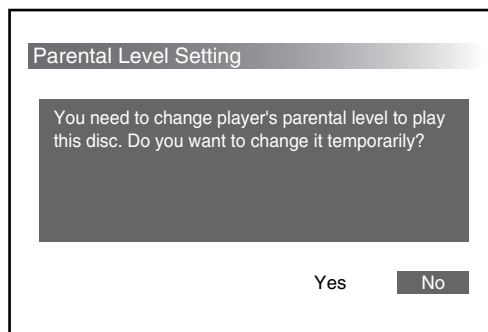 Parental Level Setting
You need to change player's parental level to play
this disc. Do you want to change it temporarily?
Yes No